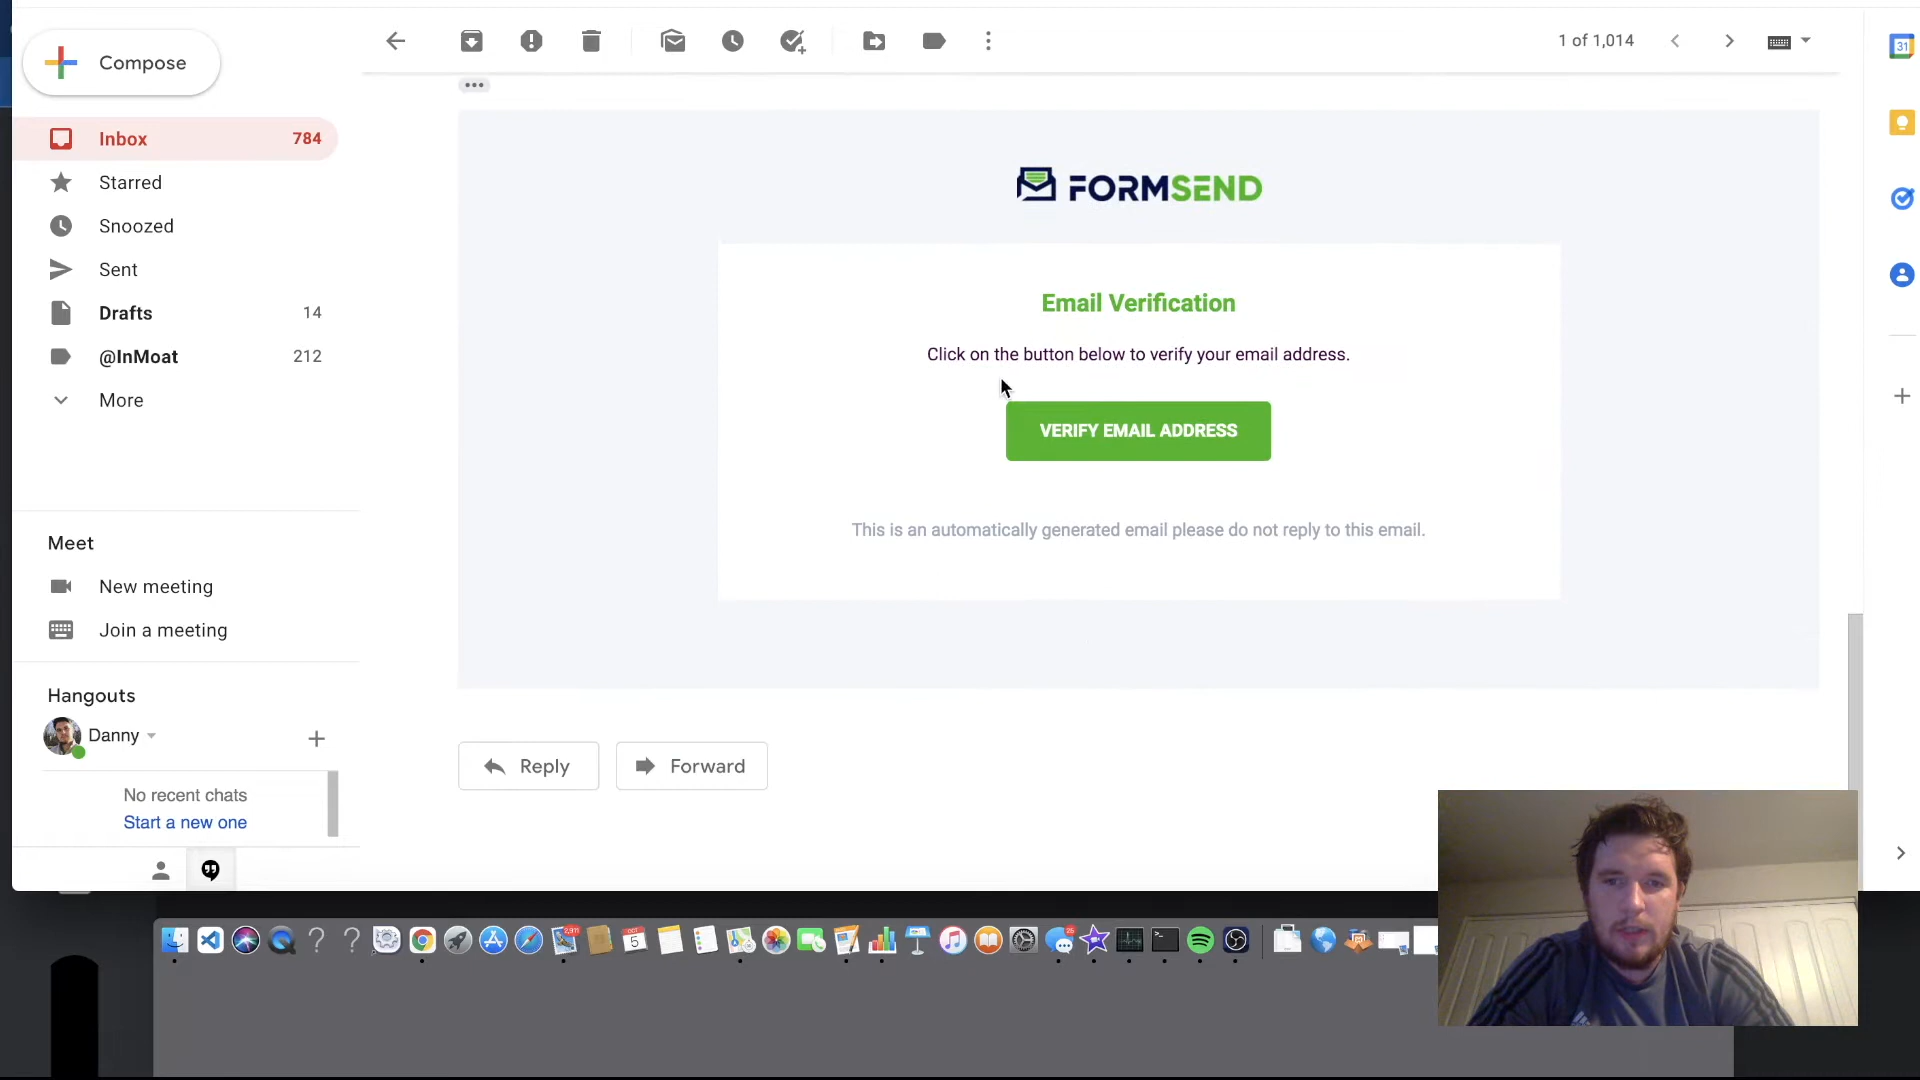 Compose
1 of 1,014
31
Inbox 784
Starred
Snoozed
Sent
Drafts 14
@InMoat 212
More
FORMSEND
Email Verification
Click on the button below to verify your email address.
VERIFY EMAIL ADDRESS
This is an automatically generated email please do not reply to this email.
Meet
New meeting
Join a meeting
Hangouts
Danny
No recent chats
Start a new one
Reply
Forward
5